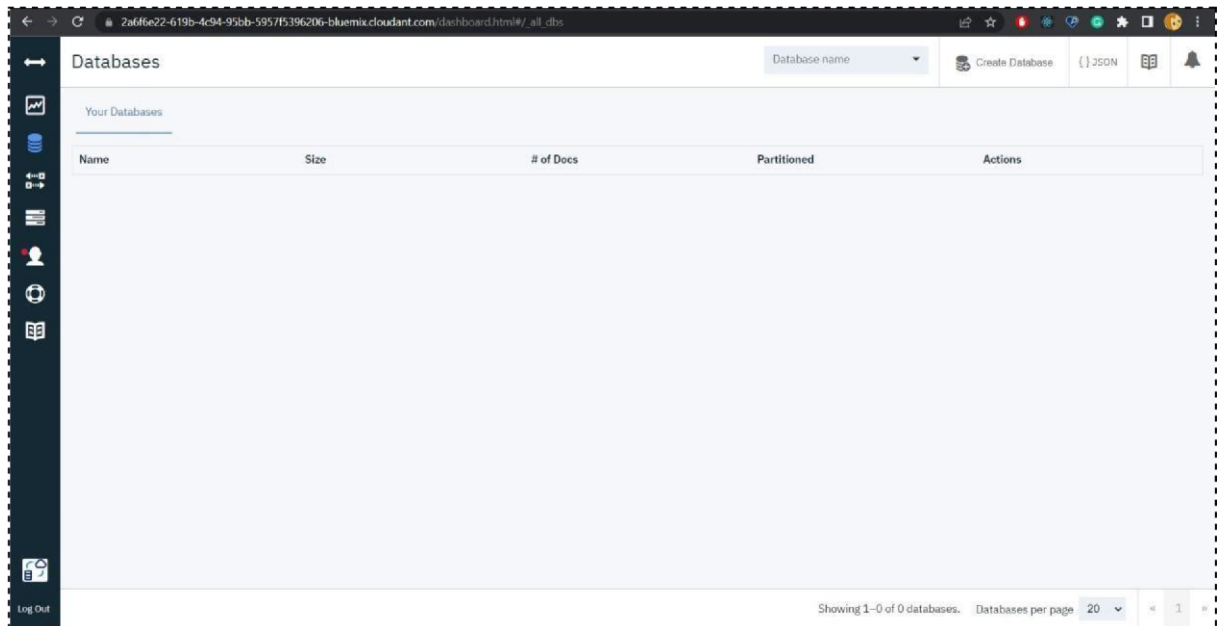 2a6f6e22-619b-4c94-95bb-5957f5396206-bluemix.cloudant.com/dashboard.html#/_all_dbs
Databases
Database name
Create Database
{ } JSON
Your Databases
Name Size # of Docs Partitioned Actions
Log Out
Showing 1–0 of 0 databases. Databases per page 20 « 1 »